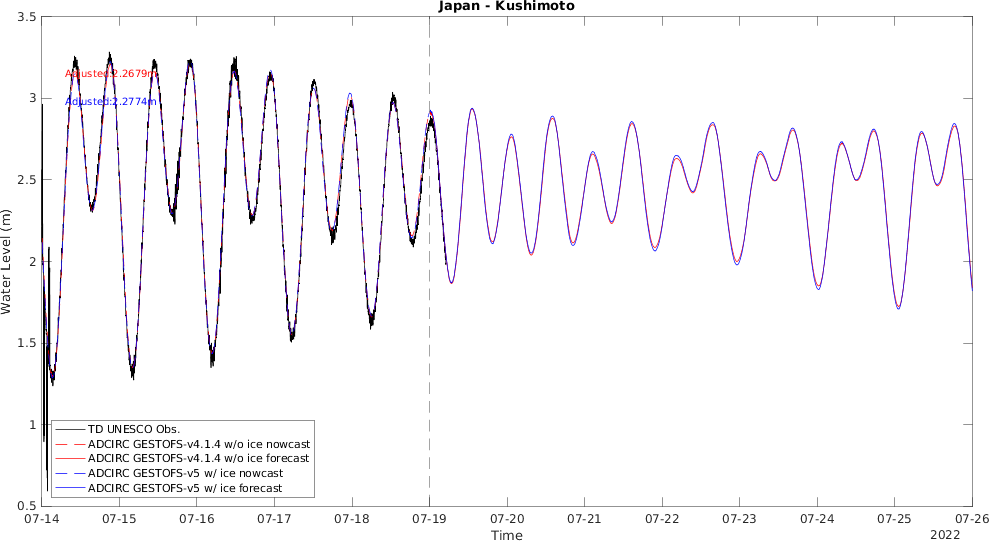 Japan - Kushimoto
3.5
3
2.5
2
1.5
1
0.5
Water Level (m)
Adjusted:2.2679m
Adjusted:2.2774m
TD UNESCO Obs.
ADCIRC GESTOFS-v4.1.4 w/o ice nowcast
ADCIRC GESTOFS-v4.1.4 w/o ice forecast
ADCIRC GESTOFS-v5 w/ ice nowcast
ADCIRC GESTOFS-v5 w/ ice forecast
07-14 07-15 07-16 07-17 07-18 07-19 07-20 07-21 07-22 07-23 07-24 07-25 07-26
Time
2022